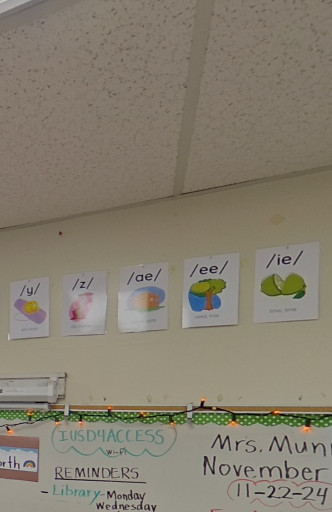 /y/
/z/
/ae/
/ee/
/ie/
IUSD4ACCESS
Wi-Fi
REMINDERS
- Library - Monday
Wednesday
Mrs. Mun
November
11-22-24
orth